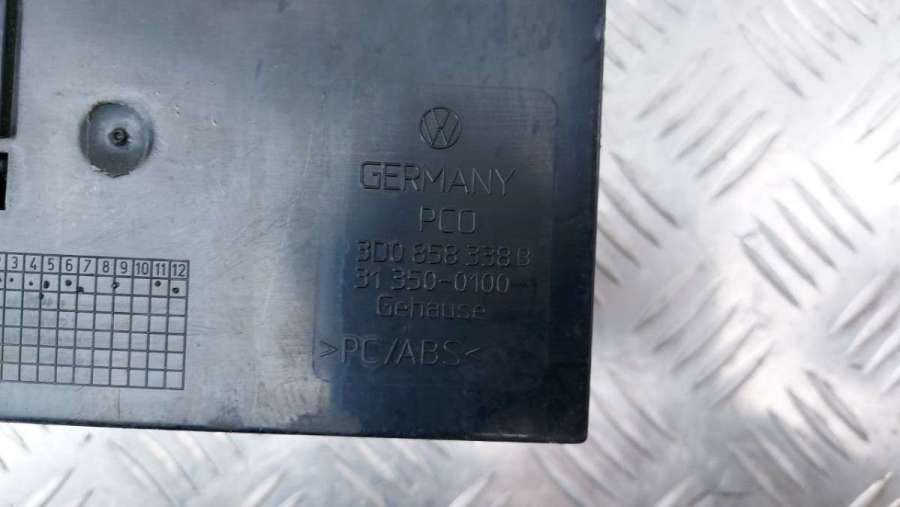 GERMANY
PCO
3D0 858 338 B
31 350-0100-1
Gehause
>PC/ABS<
3 4 5 6 7 8 9 10 11 12